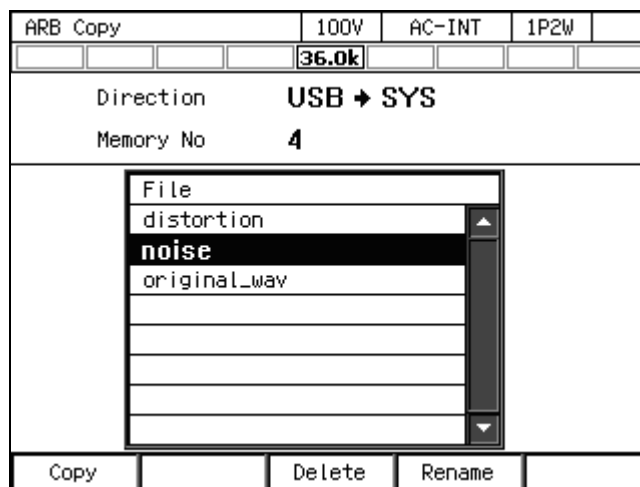 ARB Copy 100V AC-INT 1P2W
36.0k
Direction USB → SYS
Memory No 4
File
distortion
noise
original_wav
Copy Delete Rename